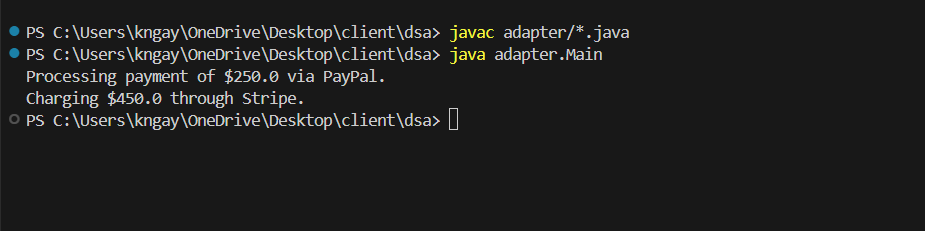 PS C:\Users\kngay\OneDrive\Desktop\client\dsa> javac adapter/*.java
PS C:\Users\kngay\OneDrive\Desktop\client\dsa> java adapter.Main
Processing payment of $250.0 via PayPal.
Charging $450.0 through Stripe.
PS C:\Users\kngay\OneDrive\Desktop\client\dsa>